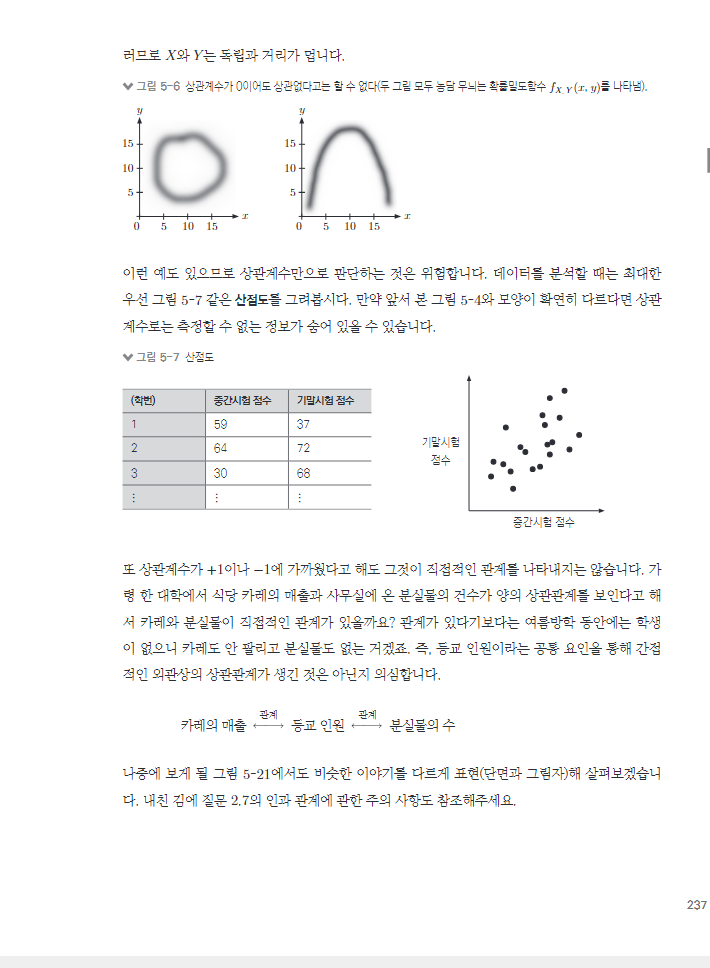 러므로 X와 Y는 독립과 거리가 멉니다.
그림 5-6 상관계수가 0이어도 상관없다고는 할 수 없다(두 그림 모두 농담 무늬는 확률밀도함수 f_{X, Y}(x, y)를 나타냄).
y
15
10
5
0 5 10 15 x
y
15
10
5
0 5 10 15 x
이런 예도 있으므로 상관계수만으로 판단하는 것은 위험합니다. 데이터를 분석할 때는 최대한
우선 그림 5-7 같은 산점도를 그려봅시다. 만약 앞서 본 그림 5-4와 모양이 확연히 다르다면 상관
계수로는 측정할 수 없는 정보가 숨어 있을 수 있습니다.
그림 5-7 산점도
(학번) 중간시험 점수 기말시험 점수
1 59 37
2 64 72
3 30 68
⋮ ⋮ ⋮
기말시험
점수
중간시험 점수
또 상관계수가 +1이나 −1에 가까웠다고 해도 그것이 직접적인 관계를 나타내지는 않습니다. 가
령 한 대학에서 식당 카레의 매출과 사무실에 온 분실물의 건수가 양의 상관관계를 보인다고 해
서 카레와 분실물이 직접적인 관계가 있을까요? 관계가 있다기보다는 여름방학 동안에는 학생
이 없으니 카레도 안 팔리고 분실물도 없는 거겠죠. 즉, 등교 인원이라는 공통 요인을 통해 간접
적인 외관상의 상관관계가 생긴 것은 아닌지 의심합니다.
관계 관계
카레의 매출 ⟷ 등교 인원 ⟷ 분실물의 수
나중에 보게 될 그림 5-21에서도 비슷한 이야기를 다르게 표현(단면과 그림자)해 살펴보겠습니
다. 내친 김에 질문 2.7의 인과 관계에 관한 주의 사항도 참조해주세요.
237